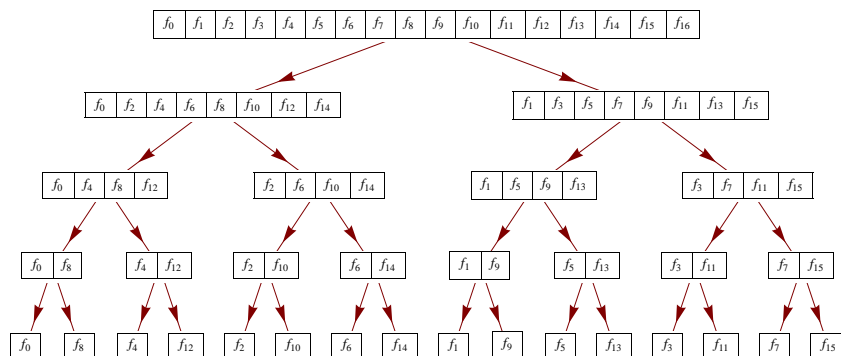 f0 f1 f2 f3 f4 f5 f6 f7 f8 f9 f10 f11 f12 f13 f14 f15 f16
f0 f2 f4 f6 f8 f10 f12 f14 f1 f3 f5 f7 f9 f11 f13 f15
f0 f4 f8 f12 f2 f6 f10 f14 f1 f5 f9 f13 f3 f7 f11 f15
f0 f8 f4 f12 f2 f10 f6 f14 f1 f9 f5 f13 f3 f11 f7 f15
f0 f8 f4 f12 f2 f10 f6 f14 f1 f9 f5 f13 f3 f11 f7 f15